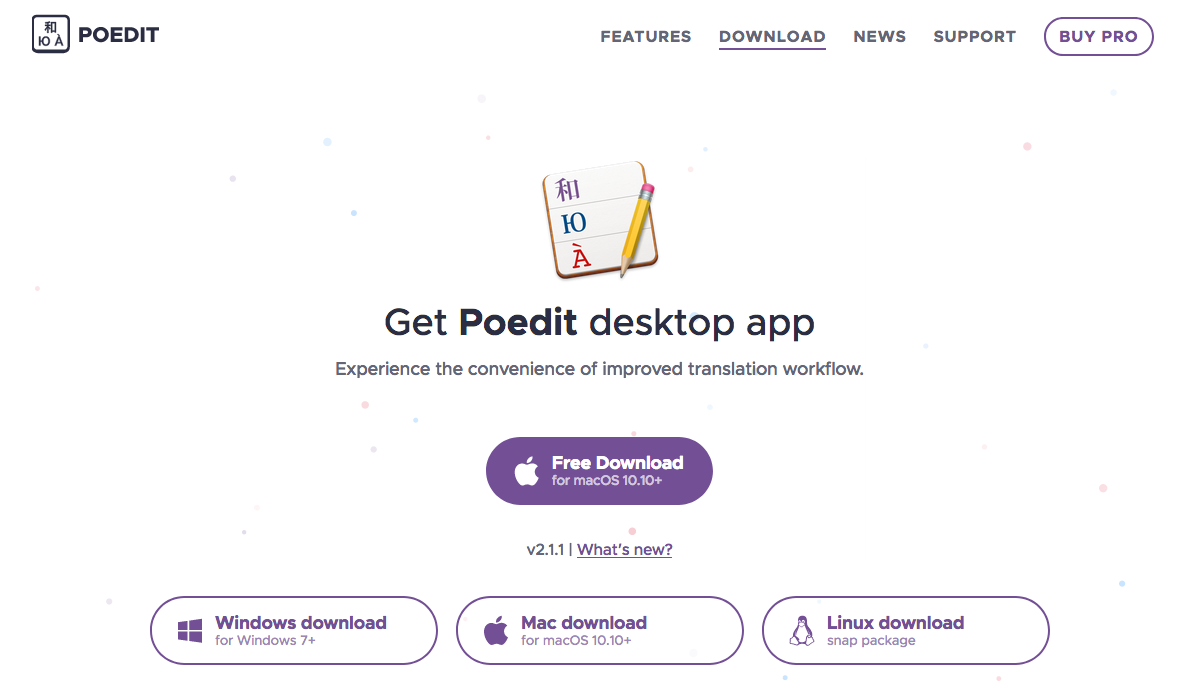 和
Ю À
POEDIT
FEATURES
DOWNLOAD
NEWS
SUPPORT
BUY PRO
和
Ю
À
Get Poedit desktop app
Experience the convenience of improved translation workflow.
Free Download
for macOS 10.10+
v2.1.1 | What's new?
Windows download
for Windows 7+
Mac download
for macOS 10.10+
Linux download
snap package